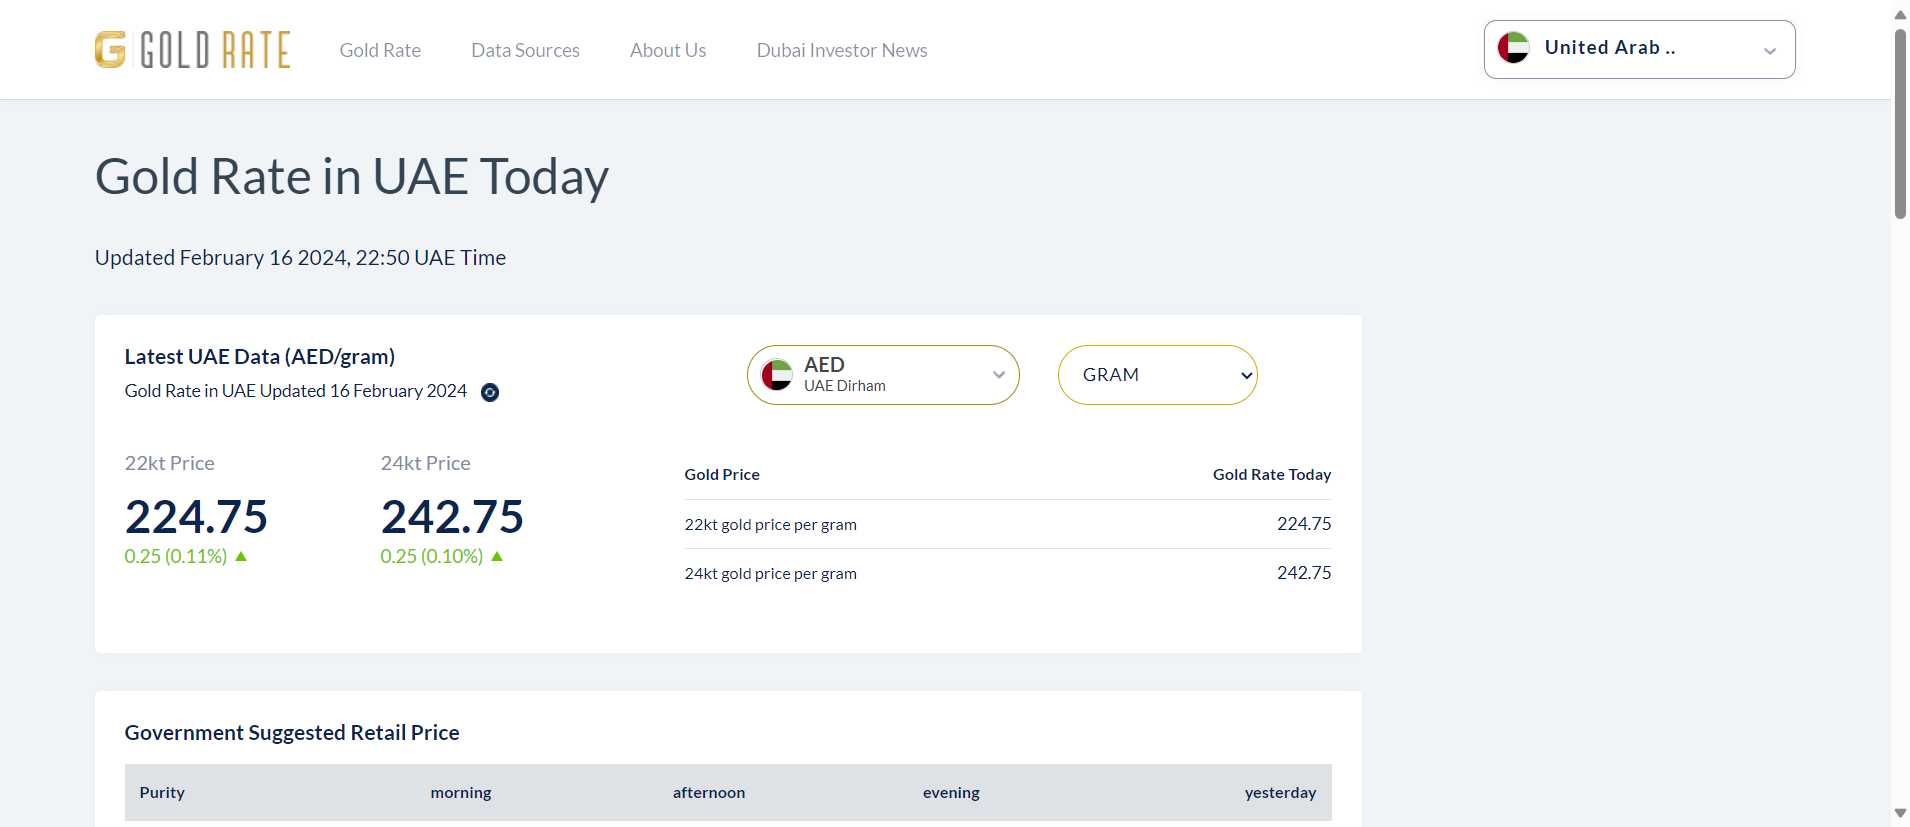 G GOLD RATE
Gold Rate Data Sources About Us Dubai Investor News
United Arab ..
Gold Rate in UAE Today
Updated February 16 2024, 22:50 UAE Time
Latest UAE Data (AED/gram)
Gold Rate in UAE Updated 16 February 2024
AED
UAE Dirham
GRAM
22kt Price 24kt Price
224.75 242.75
0.25 (0.11%) ▲ 0.25 (0.10%) ▲
Gold Price Gold Rate Today
22kt gold price per gram 224.75
24kt gold price per gram 242.75
Government Suggested Retail Price
Purity morning afternoon evening yesterday